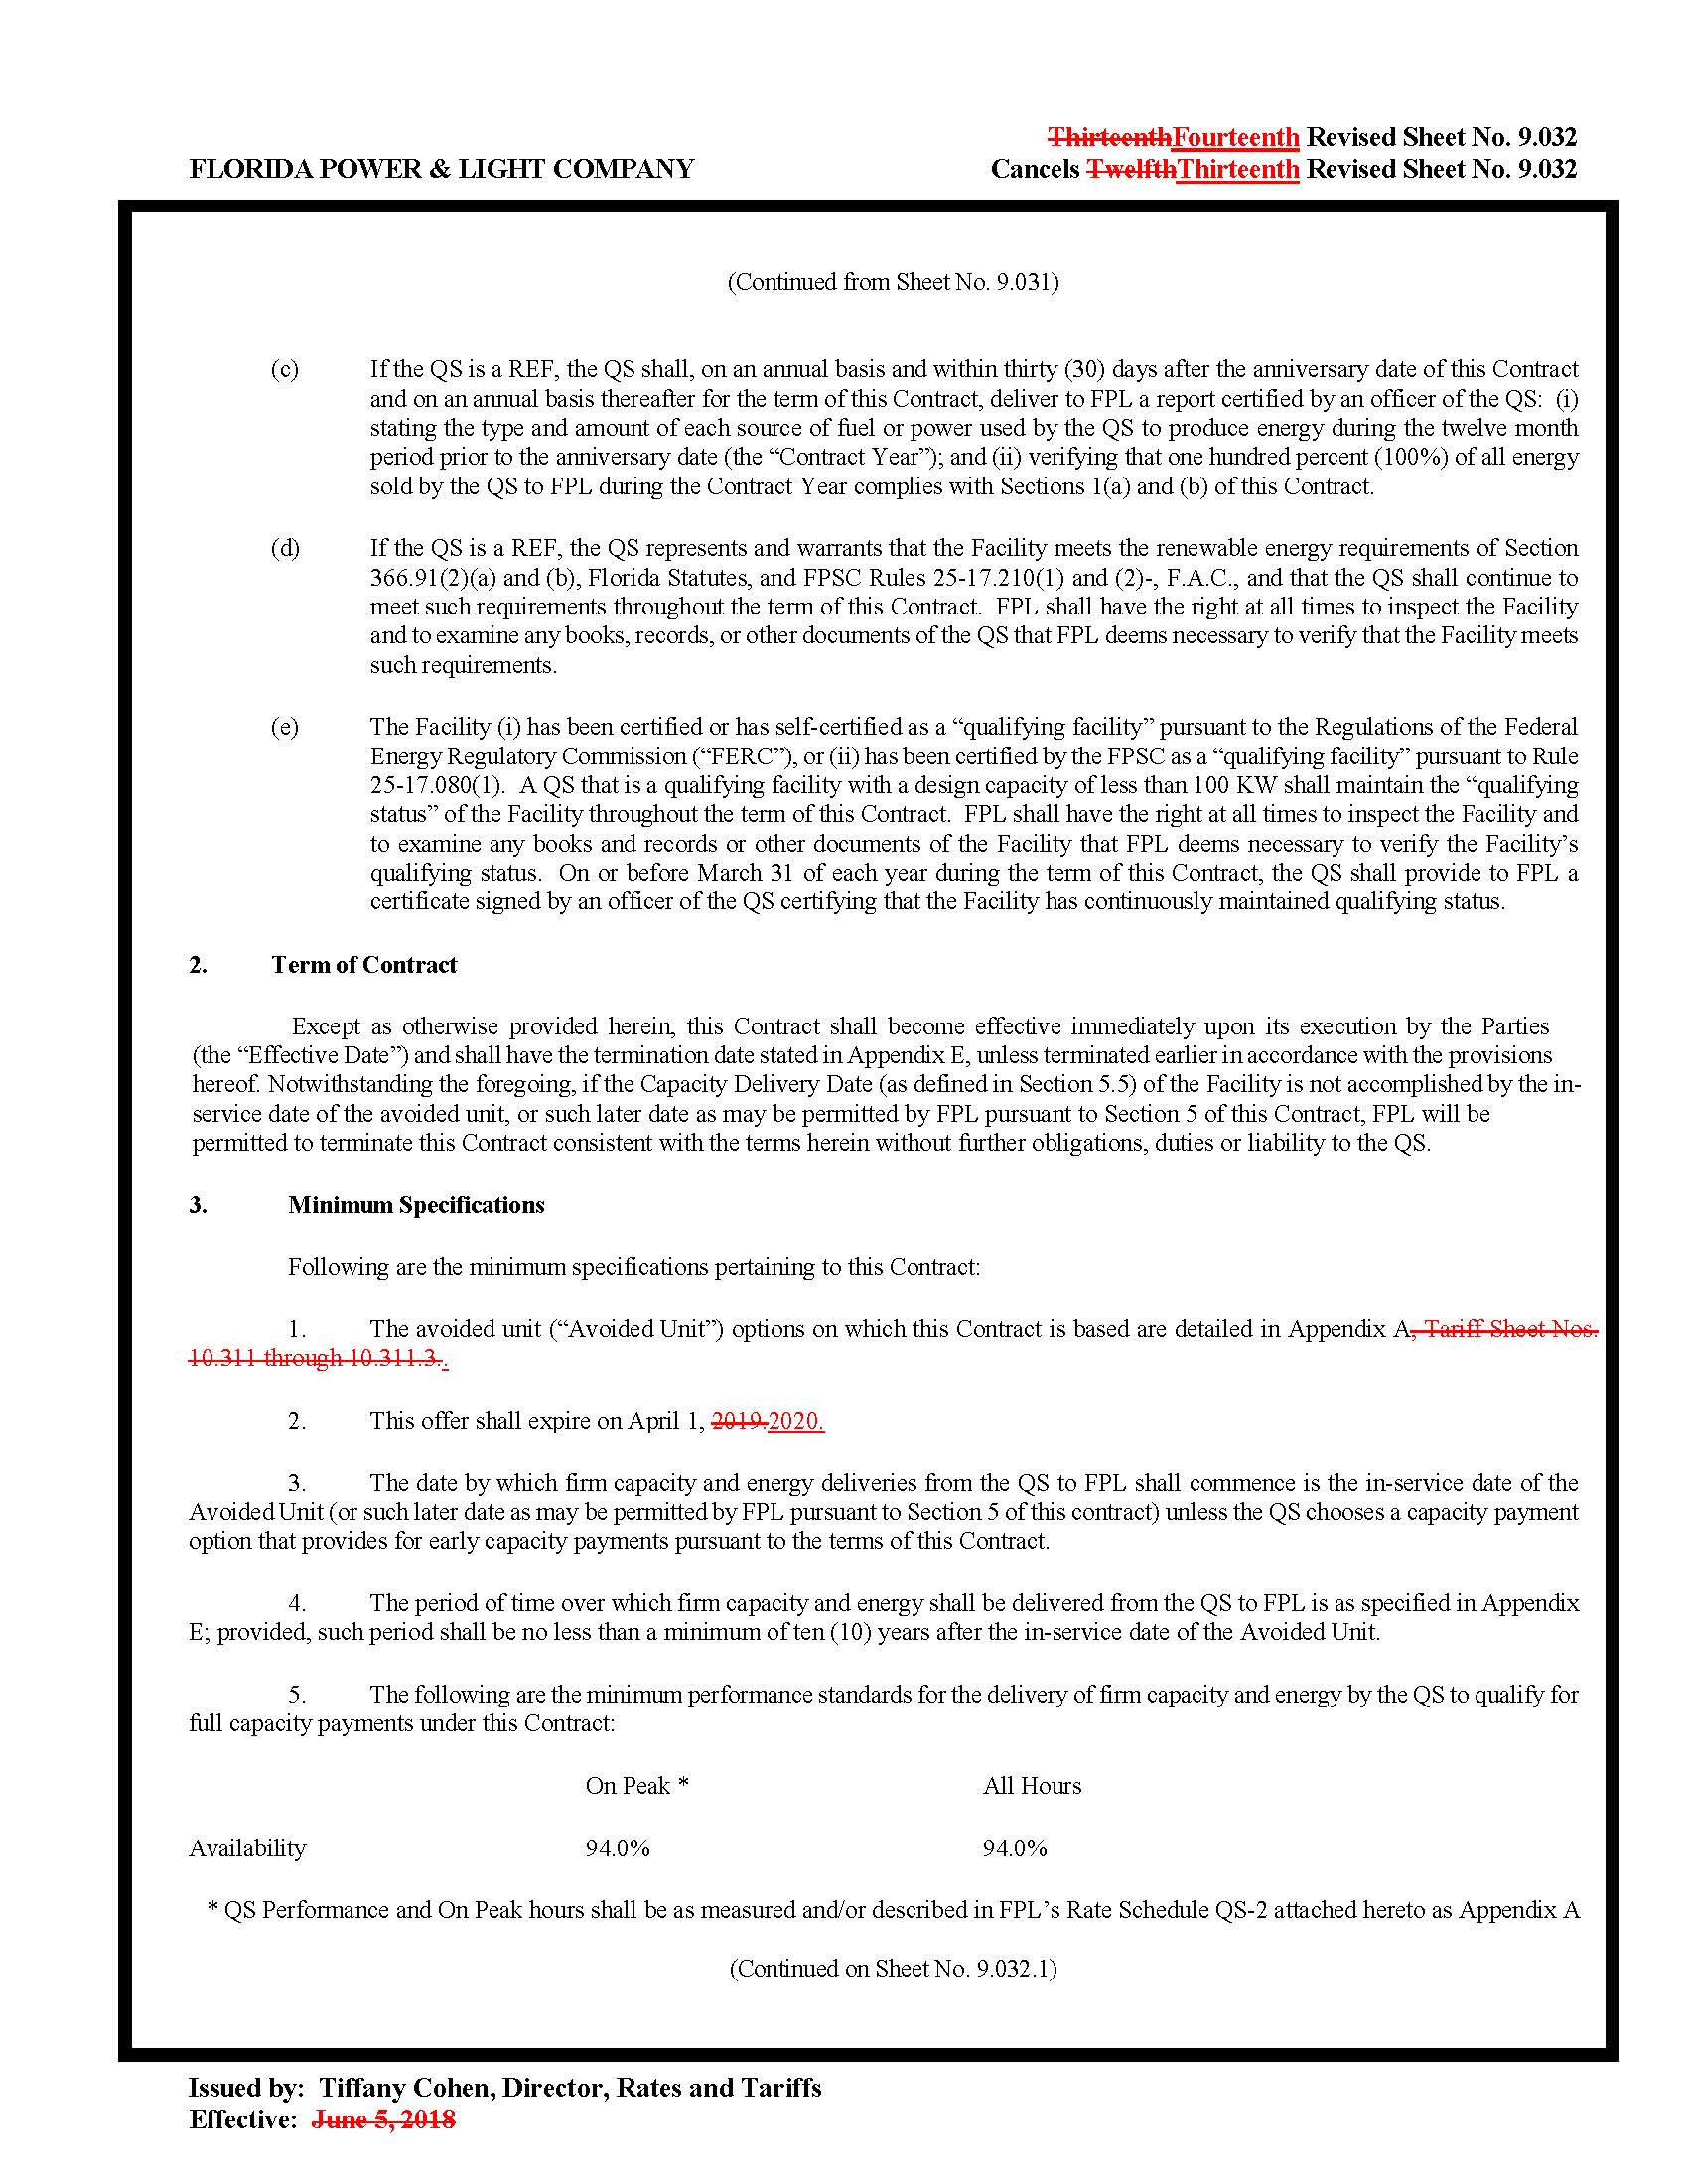 ThirteenthFourteenth Revised Sheet No. 9.032
FLORIDA POWER & LIGHT COMPANY Cancels TwelfthThirteenth Revised Sheet No. 9.032
(Continued from Sheet No. 9.031)
(c) If the QS is a REF, the QS shall, on an annual basis and within thirty (30) days after the anniversary date of this Contract
and on an annual basis thereafter for the term of this Contract, deliver to FPL a report certified by an officer of the QS: (i)
stating the type and amount of each source of fuel or power used by the QS to produce energy during the twelve month
period prior to the anniversary date (the “Contract Year”); and (ii) verifying that one hundred percent (100%) of all energy
sold by the QS to FPL during the Contract Year complies with Sections 1(a) and (b) of this Contract.
(d) If the QS is a REF, the QS represents and warrants that the Facility meets the renewable energy requirements of Section
366.91(2)(a) and (b), Florida Statutes, and FPSC Rules 25-17.210(1) and (2)-, F.A.C., and that the QS shall continue to
meet such requirements throughout the term of this Contract. FPL shall have the right at all times to inspect the Facility
and to examine any books, records, or other documents of the QS that FPL deems necessary to verify that the Facility meets
such requirements.
(e) The Facility (i) has been certified or has self-certified as a “qualifying facility” pursuant to the Regulations of the Federal
Energy Regulatory Commission (“FERC”), or (ii) has been certified by the FPSC as a “qualifying facility” pursuant to Rule
25-17.080(1). A QS that is a qualifying facility with a design capacity of less than 100 KW shall maintain the “qualifying
status” of the Facility throughout the term of this Contract. FPL shall have the right at all times to inspect the Facility and
to examine any books and records or other documents of the Facility that FPL deems necessary to verify the Facility’s
qualifying status. On or before March 31 of each year during the term of this Contract, the QS shall provide to FPL a
certificate signed by an officer of the QS certifying that the Facility has continuously maintained qualifying status.
2. Term of Contract
Except as otherwise provided herein, this Contract shall become effective immediately upon its execution by the Parties
(the “Effective Date”) and shall have the termination date stated in Appendix E, unless terminated earlier in accordance with the provisions
hereof. Notwithstanding the foregoing, if the Capacity Delivery Date (as defined in Section 5.5) of the Facility is not accomplished by the in-
service date of the avoided unit, or such later date as may be permitted by FPL pursuant to Section 5 of this Contract, FPL will be
permitted to terminate this Contract consistent with the terms herein without further obligations, duties or liability to the QS.
3. Minimum Specifications
Following are the minimum specifications pertaining to this Contract:
1. The avoided unit (“Avoided Unit”) options on which this Contract is based are detailed in Appendix A, Tariff Sheet Nos.
10.311 through 10.311.3..
2. This offer shall expire on April 1, 2019.2020.
3. The date by which firm capacity and energy deliveries from the QS to FPL shall commence is the in-service date of the
Avoided Unit (or such later date as may be permitted by FPL pursuant to Section 5 of this contract) unless the QS chooses a capacity payment
option that provides for early capacity payments pursuant to the terms of this Contract.
4. The period of time over which firm capacity and energy shall be delivered from the QS to FPL is as specified in Appendix
E; provided, such period shall be no less than a minimum of ten (10) years after the in-service date of the Avoided Unit.
5. The following are the minimum performance standards for the delivery of firm capacity and energy by the QS to qualify for
full capacity payments under this Contract:
On Peak * All Hours
Availability 94.0% 94.0%
* QS Performance and On Peak hours shall be as measured and/or described in FPL’s Rate Schedule QS-2 attached hereto as Appendix A
(Continued on Sheet No. 9.032.1)
Issued by: Tiffany Cohen, Director, Rates and Tariffs
Effective: June 5, 2018